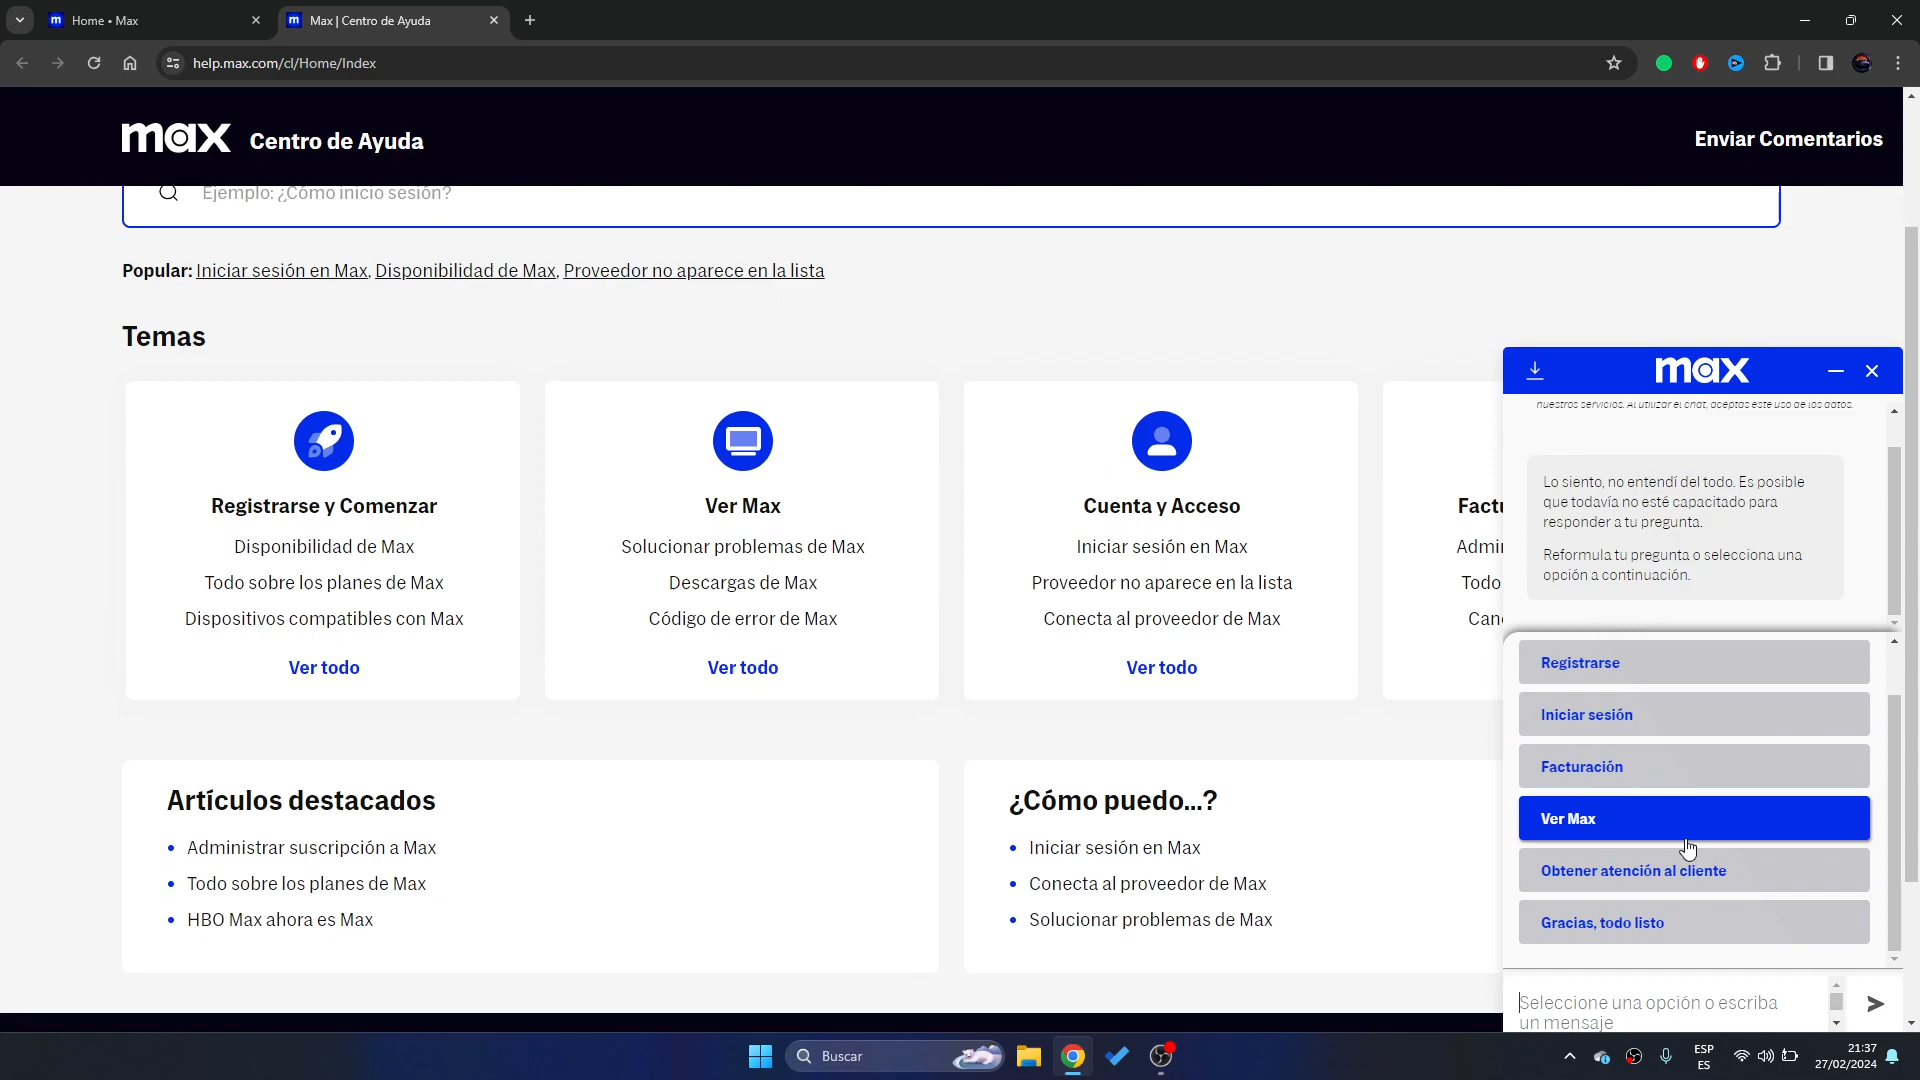 Home • Max
Max | Centro de Ayuda
help.max.com/cl/Home/Index
max Centro de Ayuda
Enviar Comentarios
Ejemplo: ¿Cómo inicio sesión?
Popular: Iniciar sesión en Max, Disponibilidad de Max, Proveedor no aparece en la lista
Temas
Registrarse y Comenzar
Disponibilidad de Max
Todo sobre los planes de Max
Dispositivos compatibles con Max
Ver todo
Ver Max
Solucionar problemas de Max
Descargas de Max
Código de error de Max
Ver todo
Cuenta y Acceso
Iniciar sesión en Max
Proveedor no aparece en la lista
Conecta al proveedor de Max
Ver todo
Factu
Admin
Todo
Canc
Artículos destacados
Administrar suscripción a Max
Todo sobre los planes de Max
HBO Max ahora es Max
¿Cómo puedo...?
Iniciar sesión en Max
Conecta al proveedor de Max
Solucionar problemas de Max
max
nuestros servicios. Al utilizar el chat, aceptas este uso de los datos.
Lo siento, no entendí del todo. Es posible
que todavía no esté capacitado para
responder a tu pregunta.
Reformula tu pregunta o selecciona una
opción a continuación.
Registrarse
Iniciar sesión
Facturación
Ver Max
Obtener atención al cliente
Gracias, todo listo
Seleccione una opción o escriba
un mensaje
Buscar
ESP
ES
21:37
27/02/2024